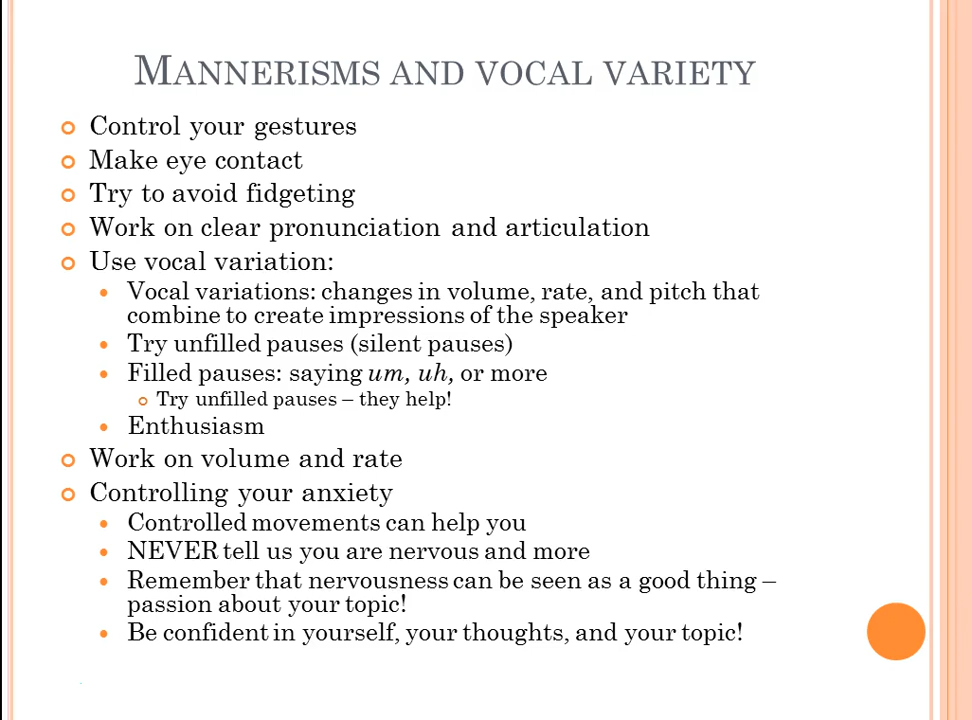 MANNERISMS AND VOCAL VARIETY
Control your gestures
Make eye contact
Try to avoid fidgeting
Work on clear pronunciation and articulation
Use vocal variation:
Vocal variations: changes in volume, rate, and pitch that
combine to create impressions of the speaker
Try unfilled pauses (silent pauses)
Filled pauses: saying um, uh, or more
Try unfilled pauses – they help!
Enthusiasm
Work on volume and rate
Controlling your anxiety
Controlled movements can help you
NEVER tell us you are nervous and more
Remember that nervousness can be seen as a good thing –
passion about your topic!
Be confident in yourself, your thoughts, and your topic!